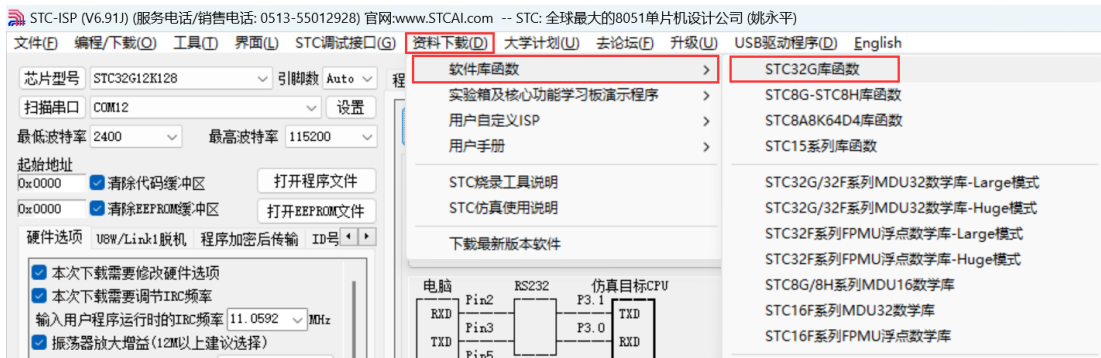 STC-ISP (V6.91J) (服务电话/销售电话: 0513-55012928) 官网:www.STCAI.com -- STC: 全球最大的8051单片机设计公司 (姚永平)
文件(F) 编程/下载(O) 工具(T) 界面(L) STC调试接口(G) 资料下载(D) 大学计划(U) 去论坛(F) 升级(U) USB驱动程序(D) English
芯片型号 STC32G12K128 引脚数 Auto 程
扫描串口 COM12 设置
最低波特率 2400 最高波特率 115200
起始地址
0x0000 清除代码缓冲区 打开程序文件
0x0000 清除EEPROM缓冲区 打开EEPROM文件
硬件选项 U8W/Link1脱机 程序加密后传输 ID号
本次下载需要修改硬件选项
本次下载需要调节IRC频率
输入用户程序运行时的IRC频率 11.0592 MHz
振荡器放大增益(12M以上建议选择)
软件库函数
实验箱及核心功能学习板演示程序
用户自定义ISP
用户手册
STC烧录工具说明
STC仿真使用说明
下载最新版本软件
STC32G库函数
STC8G-STC8H库函数
STC8A8K64D4库函数
STC15系列库函数
STC32G/32F系列MDU32数学库-Large模式
STC32G/32F系列MDU32数学库-Huge模式
STC32F系列FPMU浮点数学库-Large模式
STC32F系列FPMU浮点数学库-Huge模式
STC8G/8H系列MDU16数学库
STC16F系列MDU32数学库
STC16F系列FPMU浮点数学库
电脑 RS232 仿真目标CPU
RXD Pin2 P3.1 TXD
TXD Pin3 P3.0 RXD
Pin5